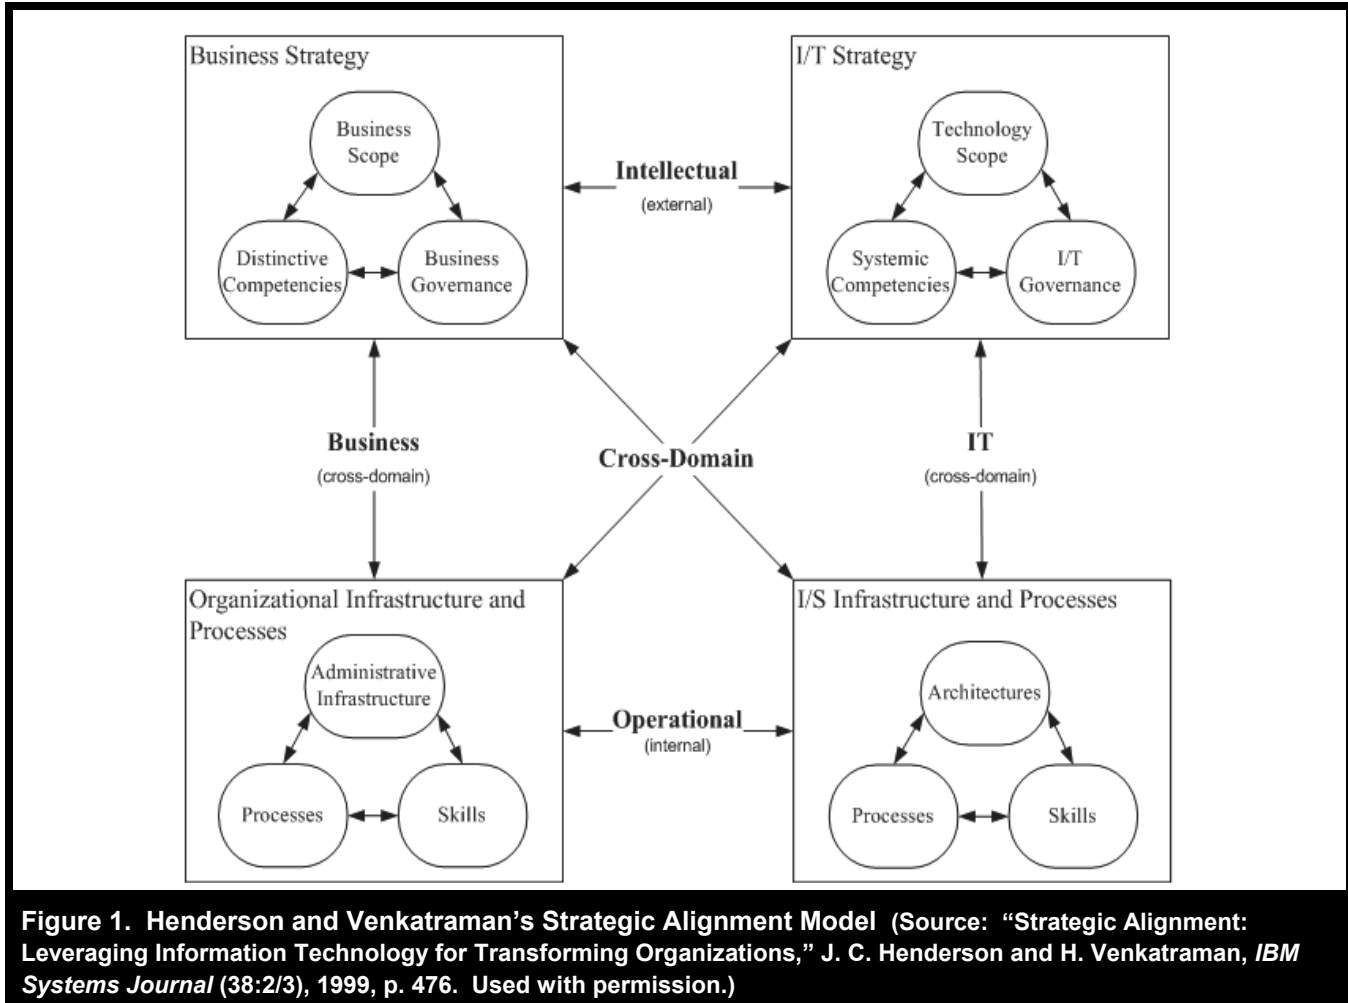 Business Strategy
Business
Scope
Distinctive
Competencies
Business
Governance
Intellectual
(external)
I/T Strategy
Technology
Scope
Systemic
Competencies
I/T
Governance
Business
(cross-domain)
Cross-Domain
IT
(cross-domain)
Organizational Infrastructure and
Processes
Administrative
Infrastructure
Processes
Skills
Operational
(internal)
I/S Infrastructure and Processes
Architectures
Processes
Skills
Figure 1. Henderson and Venkatraman’s Strategic Alignment Model (Source: “Strategic Alignment:
Leveraging Information Technology for Transforming Organizations,” J. C. Henderson and H. Venkatraman, IBM
Systems Journal (38:2/3), 1999, p. 476. Used with permission.)